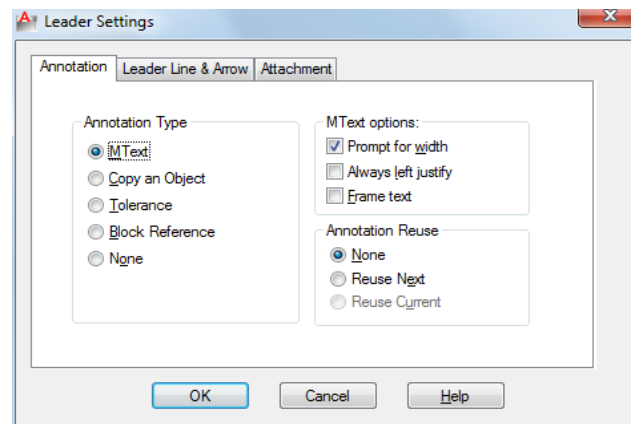 Leader Settings
Annotation
Leader Line & Arrow
Attachment
Annotation Type
MText
Copy an Object
Tolerance
Block Reference
None
MText options:
Prompt for width
Always left justify
Frame text
Annotation Reuse
None
Reuse Next
Reuse Current
OK
Cancel
Help